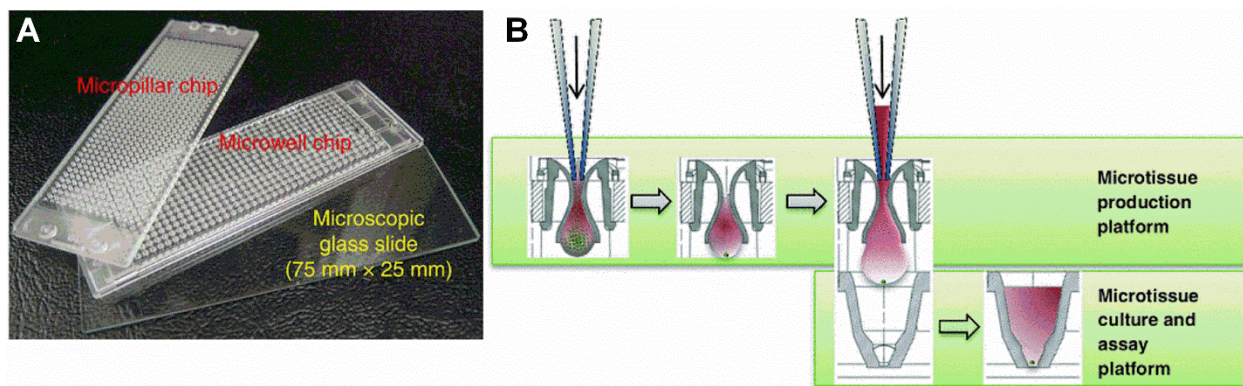 A
Micropillar chip
Microwell chip
Microscopic
glass slide
(75 mm × 25 mm)
B
Microtissue
production
platform
Microtissue
culture and
assay
platform